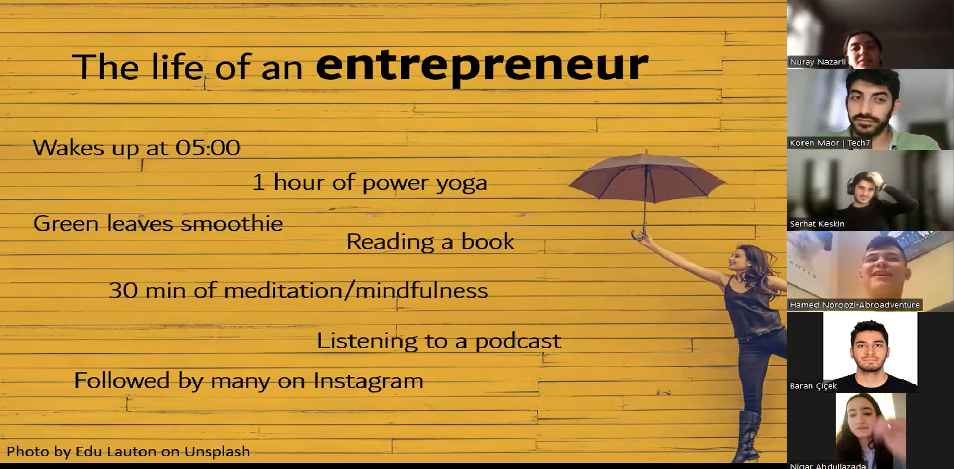 The life of an entrepreneur
Wakes up at 05:00
1 hour of power yoga
Green leaves smoothie
Reading a book
30 min of meditation/mindfulness
Listening to a podcast
Followed by many on Instagram
Photo by Edu Lauton on Unsplash
Nuray Nazarli
Koren Maor | Tech7
Serhat Keskin
Hamed Noroozi-Abroadventure
Baran Çiçek
Nigar Abdullazada